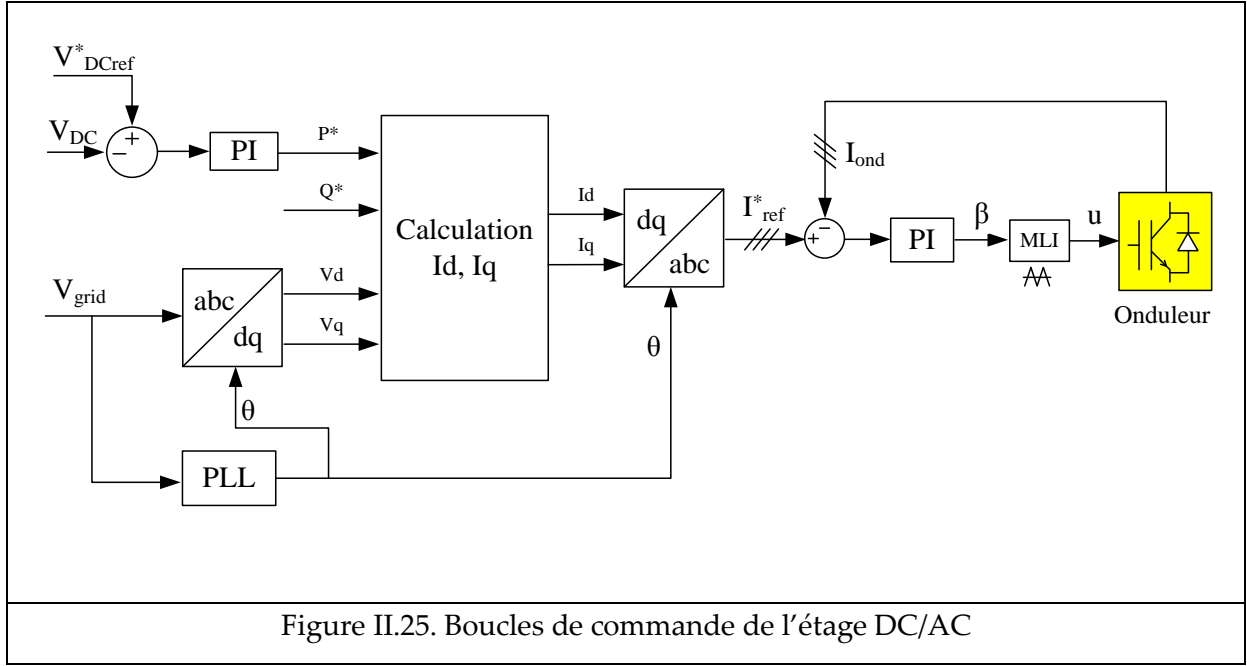 V*DCref
VDC
+
−
PI
P*
Q*
Vgrid
abc
dq
Vd
Vq
θ
PLL
Calculation
Id, Iq
Id
Iq
dq
abc
θ
I*ref
Iond
+
−
PI
β
MLI
u
Onduleur
Figure II.25. Boucles de commande de l’étage DC/AC